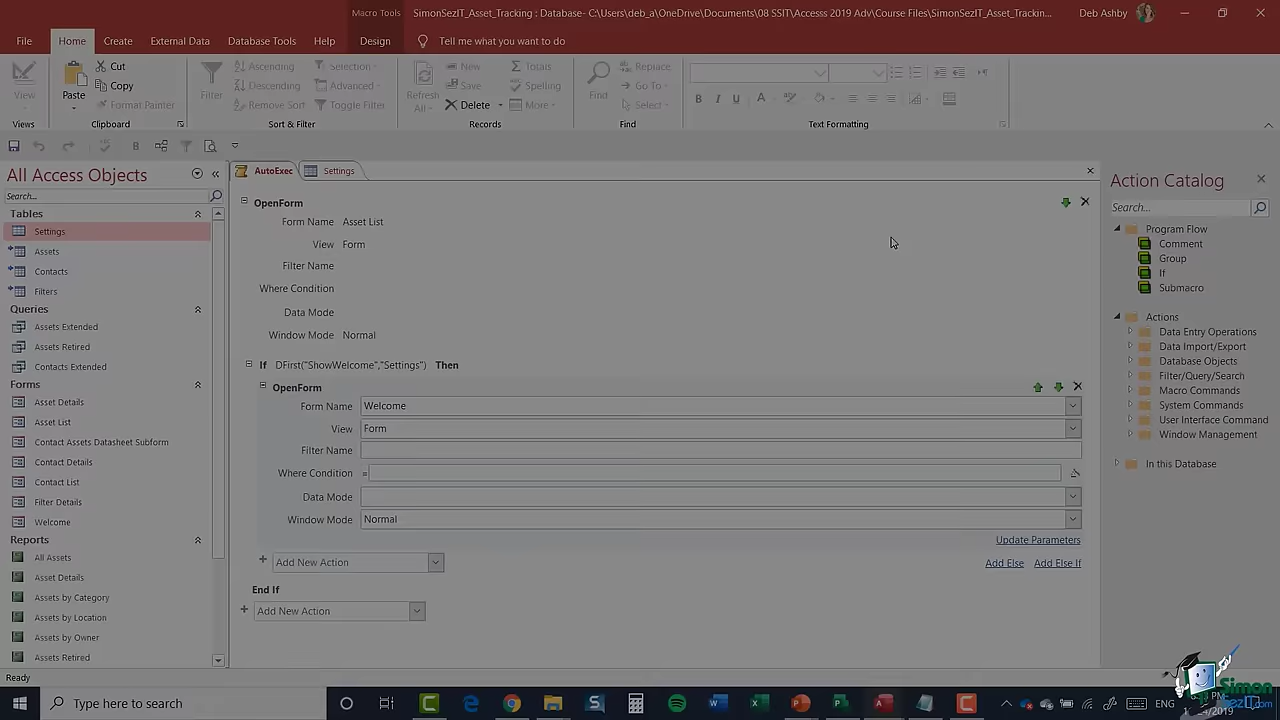 Macro Tools
SimonSezIT_Asset_Tracking : Database- C:\Users\deb_a\OneDrive\Documents\08 SSIT\Accesss 2019 Adv\Course Files\SimonSezIT_Asset_Trackin...
Deb Ashby
File Home Create External Data Database Tools Help Design Tell me what you want to do
View
Views
Paste
Cut
Copy
Format Painter
Clipboard
Filter
Ascending
Descending
Remove Sort
Selection
Advanced
Toggle Filter
Sort & Filter
Refresh
All
New
Save
Delete
Totals
Spelling
More
Records
Find
Replace
Go To
Select
Find
B I U A
Text Formatting
All Access Objects
Search...
Tables
Settings
Assets
Contacts
Filters
Queries
Assets Extended
Assets Retired
Contacts Extended
Forms
Asset Details
Asset List
Contact Assets Datasheet Subform
Contact Details
Contact List
Filter Details
Welcome
Reports
All Assets
Asset Details
Assets by Category
Assets by Location
Assets by Owner
Assets Retired
AutoExec Settings
OpenForm
Form Name Asset List
View Form
Filter Name
Where Condition
Data Mode
Window Mode Normal
If DFirst("ShowWelcome","Settings") Then
OpenForm
Form Name Welcome
View Form
Filter Name
Where Condition =
Data Mode
Window Mode Normal
Update Parameters
Add New Action
Add Else Add Else If
End If
Add New Action
Action Catalog
Search...
Program Flow
Comment
Group
If
Submacro
Actions
Data Entry Operations
Data Import/Export
Database Objects
Filter/Query/Search
Macro Commands
System Commands
User Interface Command
Window Management
In this Database
Ready
Type here to search
ENG
Simon